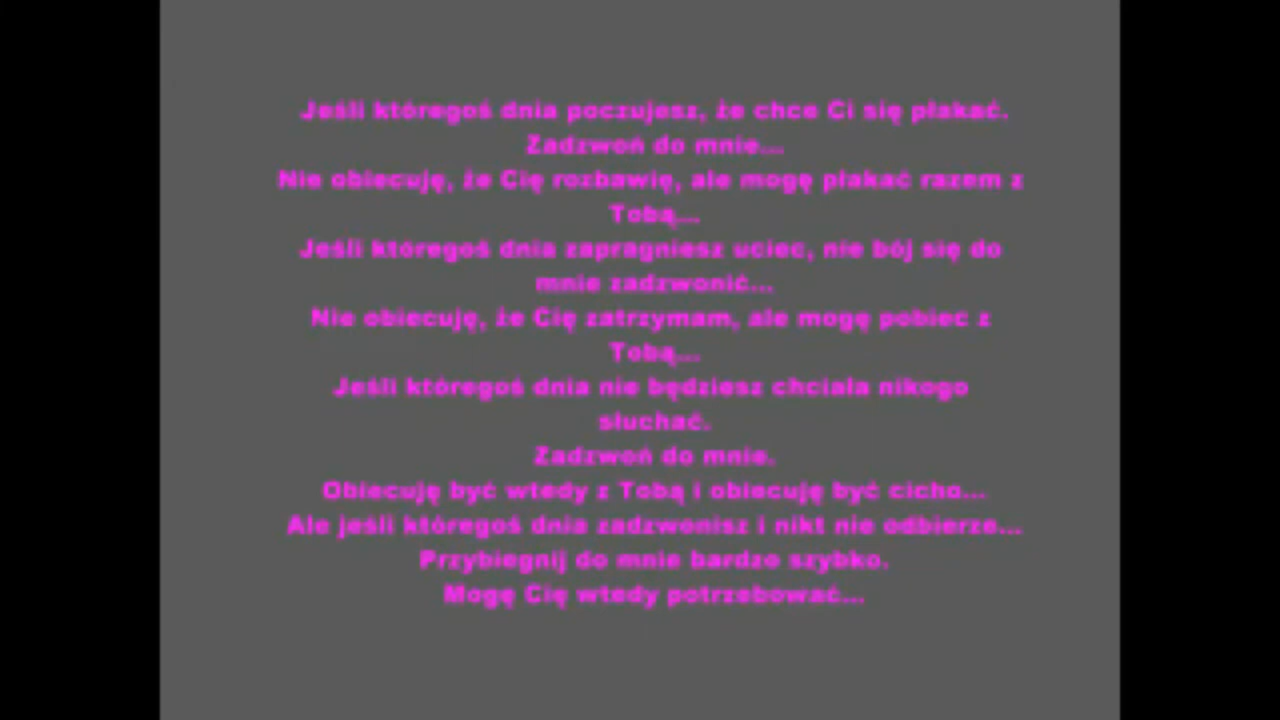 Jeśli któregoś dnia poczujesz, że chce Ci się płakać.
Zadzwoń do mnie...
Nie obiecuję, że Cię rozbawię, ale mogę płakać razem z
Tobą...
Jeśli któregoś dnia zapragniesz uciec, nie bój się do
mnie zadzwonić...
Nie obiecuję, że Cię zatrzymam, ale mogę pobiec z
Tobą...
Jeśli któregoś dnia nie będziesz chciała nikogo
słuchać.
Zadzwoń do mnie.
Obiecuję być wtedy z Tobą i obiecuję być cicho...
Ale jeśli któregoś dnia zadzwonisz i nikt nie odbierze...
Przybiegnij do mnie bardzo szybko.
Mogę Cię wtedy potrzebować...